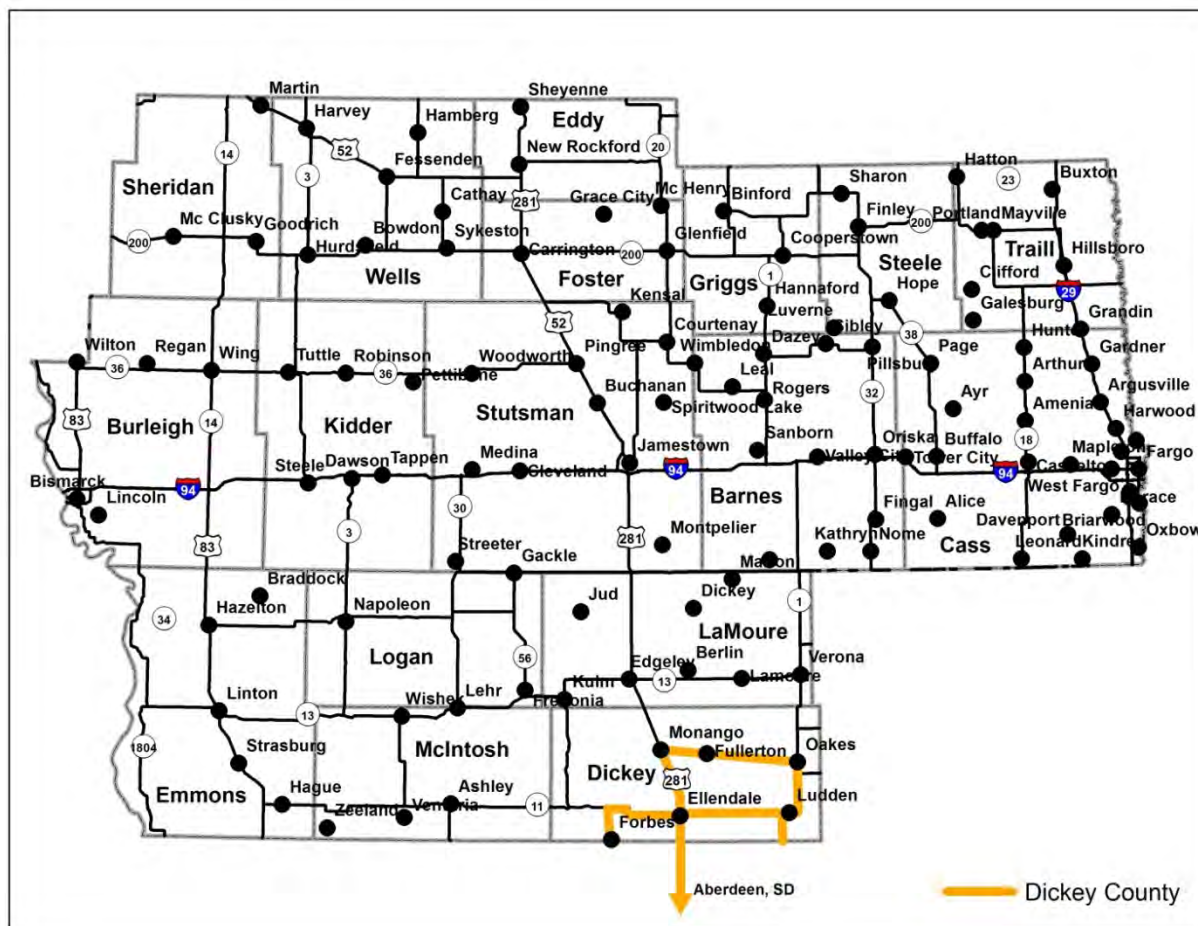 Martin
Sheyenne
Harvey
Hamberg
Eddy
52
20
New Rockford
14
Fessenden
Hatton
23
Buxton
3
Sheridan
Cathay
281
Grace City
Mc Henry
Binford
Sharon
Mc Clusky
Goodrich
Bowdon
Sykeston
Finley
200
Portland
Mayville
200
Hurdsfield
Carrington
200
Glenfield
Cooperstown
Traill
Hillsboro
Wells
Foster
Griggs
1
Steele
Clifford
Hannaford
Hope
29
Kensal
Luverne
Galesburg
Grandin
52
Courtenay
Dazey
Sibley
38
Hunter
Gardner
Wilton
Regan
Wing
Tuttle
Robinson
Woodworth
Pingree
Wimbledon
Pillsbury
Page
Arthur
36
36
Pettibone
Leal
Argusville
83
14
Buchanan
Rogers
32
Ayr
Amenia
Harwood
Burleigh
Kidder
Stutsman
Spiritwood Lake
Sanborn
Oriska
Buffalo
18
Mapleton
Steele
Dawson
Tappen
Medina
Cleveland
Jamestown
94
Valley City
Tower City
94
Casselton
Fargo
Bismarck
Lincoln
94
Barnes
West Fargo
30
Fingal
Alice
83
3
281
Montpelier
Kathryn
Nome
Cass
Davenport
Briarwood
Oxbow
Streeter
Gackle
Marion
Leonard
Braddock
Jud
Dickey
1
34
Hazelton
Napoleon
LaMoure
Logan
56
Edgeley
Berlin
Verona
Kulm
13
Lamoure
Linton
13
Wishek
Lehr
Fredonia
1804
Strasburg
McIntosh
Monango
Fullerton
Oakes
Dickey
281
Emmons
Hague
Zeeland
Venturia
Ashley
11
Ellendale
Ludden
Forbes
Aberdeen, SD
Dickey County